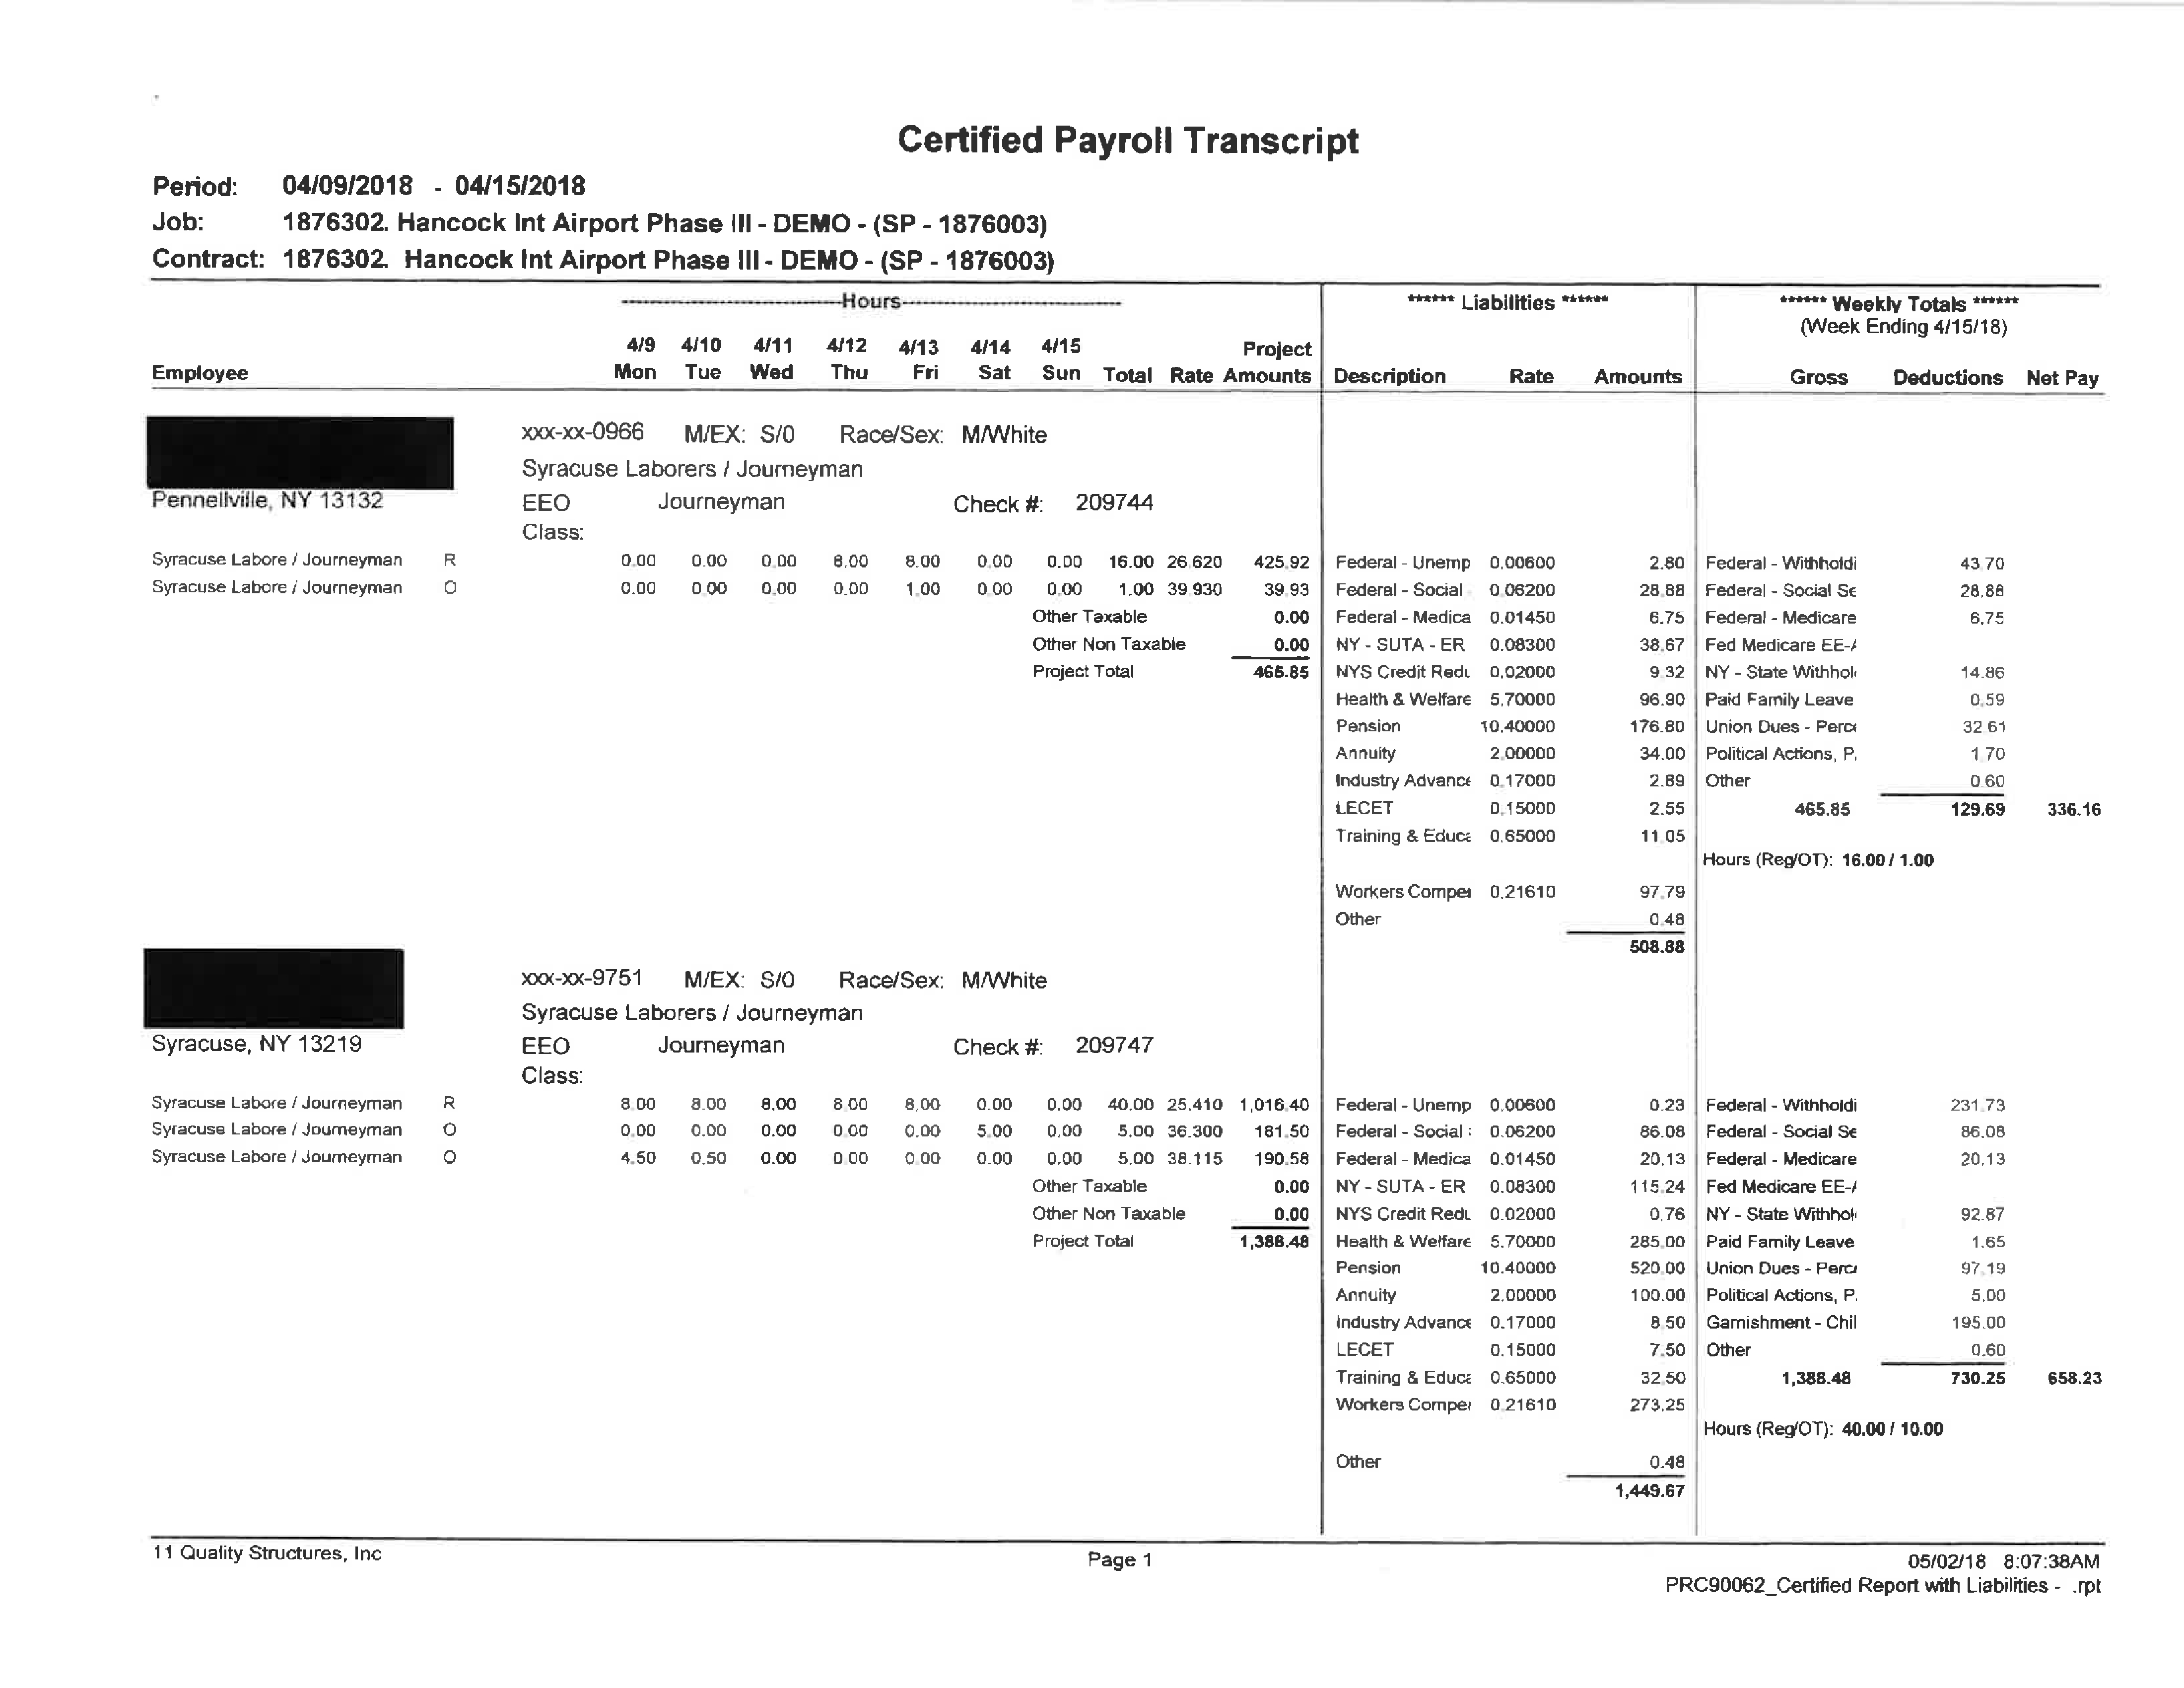 Certified Payroll Transcript
Period: 04/09/2018 - 04/15/2018
Job: 1876302. Hancock Int Airport Phase III - DEMO - (SP - 1876003)
Contract: 1876302. Hancock Int Airport Phase III - DEMO - (SP - 1876003)
Hours ****** Liabilities ****** ****** Weekly Totals ******
(Week Ending 4/15/18)
4/9 4/10 4/11 4/12 4/13 4/14 4/15 Project
Employee Mon Tue Wed Thu Fri Sat Sun Total Rate Amounts Description Rate Amounts Gross Deductions Net Pay
xxx-xx-0966 M/EX: S/0 Race/Sex: M/White
Syracuse Laborers / Journeyman
Pennellville, NY 13132 EEO Journeyman Check #: 209744
Class:
Syracuse Labore / Journeyman R 0.00 0.00 0.00 8.00 8.00 0.00 0.00 16.00 26.620 425.92 Federal - Unemp 0.00600 2.80 Federal - Withholdi 43.70
Syracuse Labore / Journeyman O 0.00 0.00 0.00 0.00 1.00 0.00 0.00 1.00 39.930 39.93 Federal - Social 0.06200 28.88 Federal - Social Se 28.88
Other Taxable 0.00 Federal - Medica 0.01450 6.75 Federal - Medicare 6.75
Other Non Taxable 0.00 NY - SUTA - ER 0.08300 38.67 Fed Medicare EE-A
Project Total 465.85 NYS Credit Redu 0.02000 9.32 NY - State Withhol 14.86
Health & Welfare 5.70000 96.90 Paid Family Leave 0.59
Pension 10.40000 176.80 Union Dues - Perce 32.61
Annuity 2.00000 34.00 Political Actions, P. 1.70
Industry Advance 0.17000 2.89 Other 0.60
LECET 0.15000 2.55 465.85 129.69 336.16
Training & Educa 0.65000 11.05
Hours (Reg/OT): 16.00 / 1.00
Workers Compe 0.21610 97.79
Other 0.48
508.88
xxx-xx-9751 M/EX: S/0 Race/Sex: M/White
Syracuse Laborers / Journeyman
Syracuse, NY 13219 EEO Journeyman Check #: 209747
Class:
Syracuse Labore / Journeyman R 8.00 8.00 8.00 8.00 8.00 0.00 0.00 40.00 25.410 1,016.40 Federal - Unemp 0.00600 0.23 Federal - Withholdi 231.73
Syracuse Labore / Journeyman O 0.00 0.00 0.00 0.00 0.00 5.00 0.00 5.00 36.300 181.50 Federal - Social 0.06200 86.08 Federal - Social Se 86.08
Syracuse Labore / Journeyman O 4.50 0.50 0.00 0.00 0.00 0.00 0.00 5.00 38.115 190.58 Federal - Medica 0.01450 20.13 Federal - Medicare 20.13
Other Taxable 0.00 NY - SUTA - ER 0.08300 115.24 Fed Medicare EE-A
Other Non Taxable 0.00 NYS Credit Redu 0.02000 0.76 NY - State Withhol 92.87
Project Total 1,388.48 Health & Welfare 5.70000 285.00 Paid Family Leave 1.65
Pension 10.40000 520.00 Union Dues - Perce 97.19
Annuity 2.00000 100.00 Political Actions, P. 5.00
Industry Advance 0.17000 8.50 Garnishment - Chil 195.00
LECET 0.15000 7.50 Other 0.60
Training & Educa 0.65000 32.50 1,388.48 730.25 658.23
Workers Compe 0.21610 273.25
Hours (Reg/OT): 40.00 / 10.00
Other 0.48
1,449.67
11 Quality Structures, Inc Page 1 05/02/18 8:07:38AM
PRC90062_Certified Report with Liabilities - .rpt